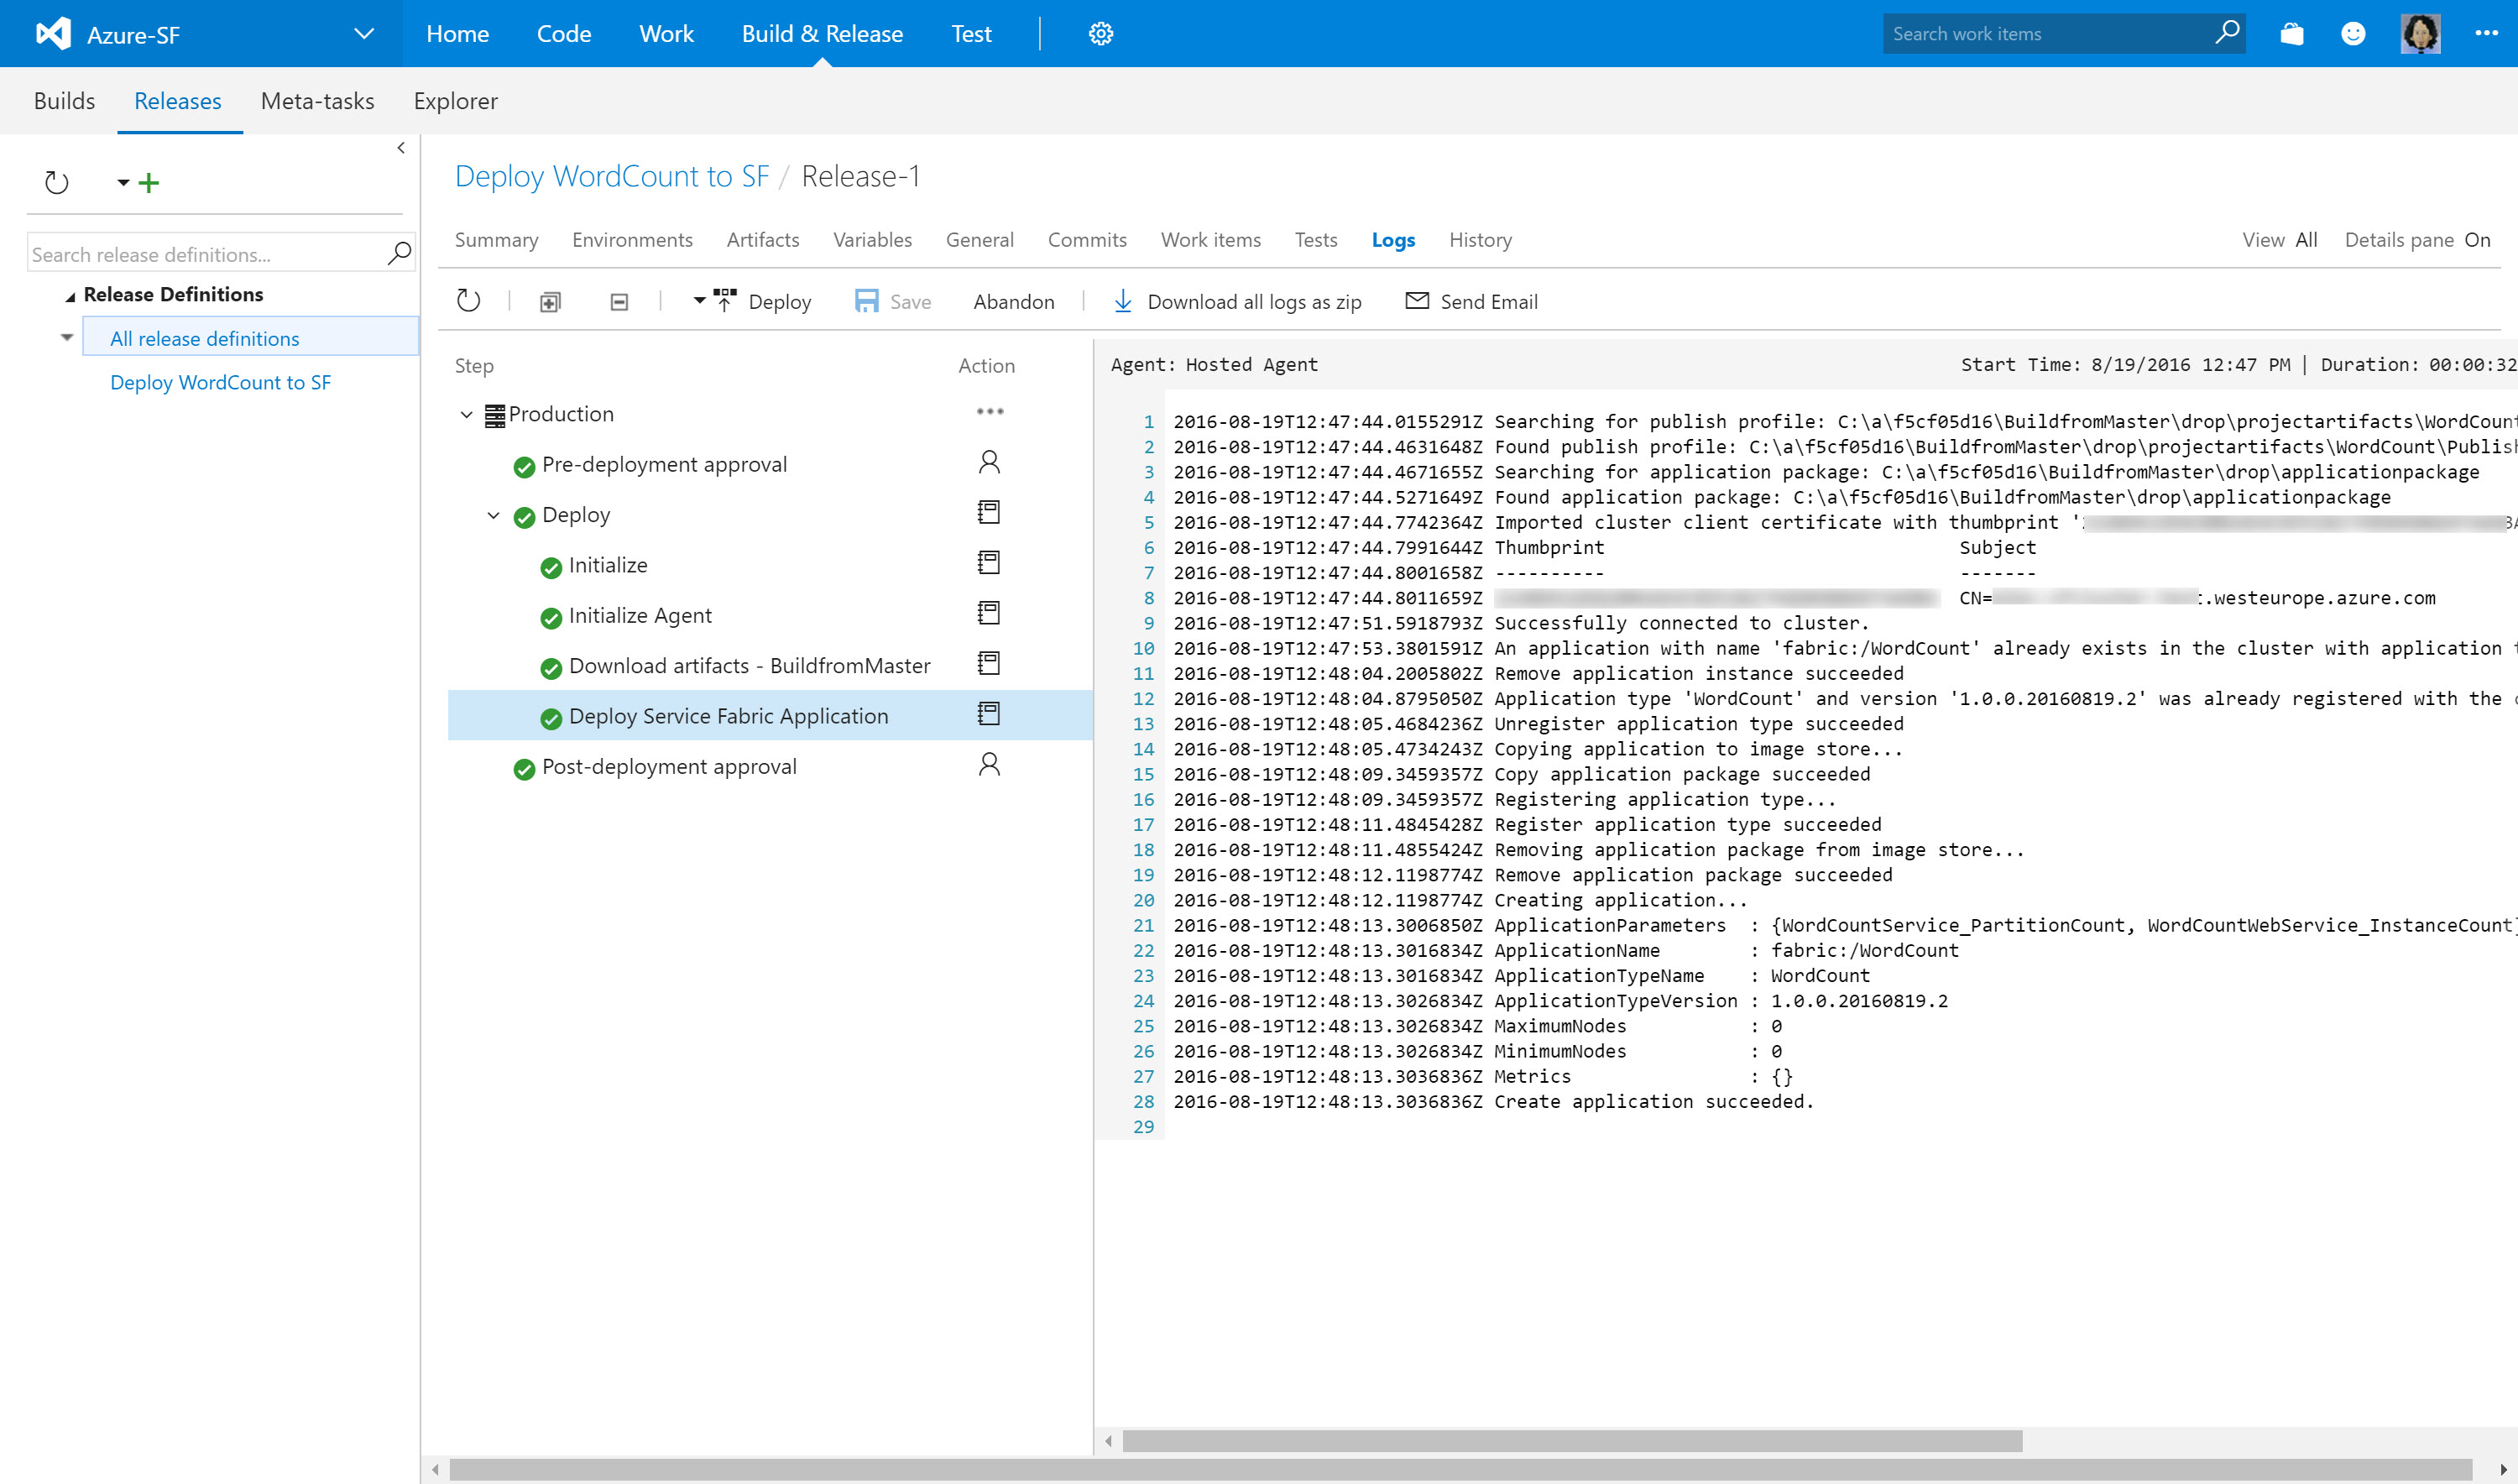 Azure-SF
Home Code Work Build & Release Test
Search work items
Builds Releases Meta-tasks Explorer
Search release definitions...
Release Definitions
All release definitions
Deploy WordCount to SF
Deploy WordCount to SF / Release-1
Summary Environments Artifacts Variables General Commits Work items Tests Logs History View All Details pane On
Deploy Save Abandon Download all logs as zip Send Email
Step Action
Production
Pre-deployment approval
Deploy
Initialize
Initialize Agent
Download artifacts - BuildfromMaster
Deploy Service Fabric Application
Post-deployment approval
Agent: Hosted Agent Start Time: 8/19/2016 12:47 PM | Duration: 00:00:32
1 2016-08-19T12:47:44.0155291Z Searching for publish profile: C:\a\f5cf05d16\BuildfromMaster\drop\projectartifacts\WordCount
2 2016-08-19T12:47:44.4631648Z Found publish profile: C:\a\f5cf05d16\BuildfromMaster\drop\projectartifacts\WordCount\Publish
3 2016-08-19T12:47:44.4671655Z Searching for application package: C:\a\f5cf05d16\BuildfromMaster\drop\applicationpackage
4 2016-08-19T12:47:44.5271649Z Found application package: C:\a\f5cf05d16\BuildfromMaster\drop\applicationpackage
5 2016-08-19T12:47:44.7742364Z Imported cluster client certificate with thumbprint '
6 2016-08-19T12:47:44.7991644Z Thumbprint Subject
7 2016-08-19T12:47:44.8001658Z ---------- -------
8 2016-08-19T12:47:44.8011659Z CN= .westeurope.azure.com
9 2016-08-19T12:47:51.5918793Z Successfully connected to cluster.
10 2016-08-19T12:47:53.3801591Z An application with name 'fabric:/WordCount' already exists in the cluster with application
11 2016-08-19T12:48:04.2005802Z Remove application instance succeeded
12 2016-08-19T12:48:04.8795050Z Application type 'WordCount' and version '1.0.0.20160819.2' was already registered with the
13 2016-08-19T12:48:05.4684236Z Unregister application type succeeded
14 2016-08-19T12:48:05.4734243Z Copying application to image store...
15 2016-08-19T12:48:09.3459357Z Copy application package succeeded
16 2016-08-19T12:48:09.3459357Z Registering application type...
17 2016-08-19T12:48:11.4845428Z Register application type succeeded
18 2016-08-19T12:48:11.4855424Z Removing application package from image store...
19 2016-08-19T12:48:12.1198774Z Remove application package succeeded
20 2016-08-19T12:48:12.1198774Z Creating application...
21 2016-08-19T12:48:13.3006850Z ApplicationParameters : {WordCountService_PartitionCount, WordCountWebService_InstanceCount}
22 2016-08-19T12:48:13.3016834Z ApplicationName : fabric:/WordCount
23 2016-08-19T12:48:13.3016834Z ApplicationTypeName : WordCount
24 2016-08-19T12:48:13.3026834Z ApplicationTypeVersion : 1.0.0.20160819.2
25 2016-08-19T12:48:13.3026834Z MaximumNodes : 0
26 2016-08-19T12:48:13.3026834Z MinimumNodes : 0
27 2016-08-19T12:48:13.3036836Z Metrics : {}
28 2016-08-19T12:48:13.3036836Z Create application succeeded.
29